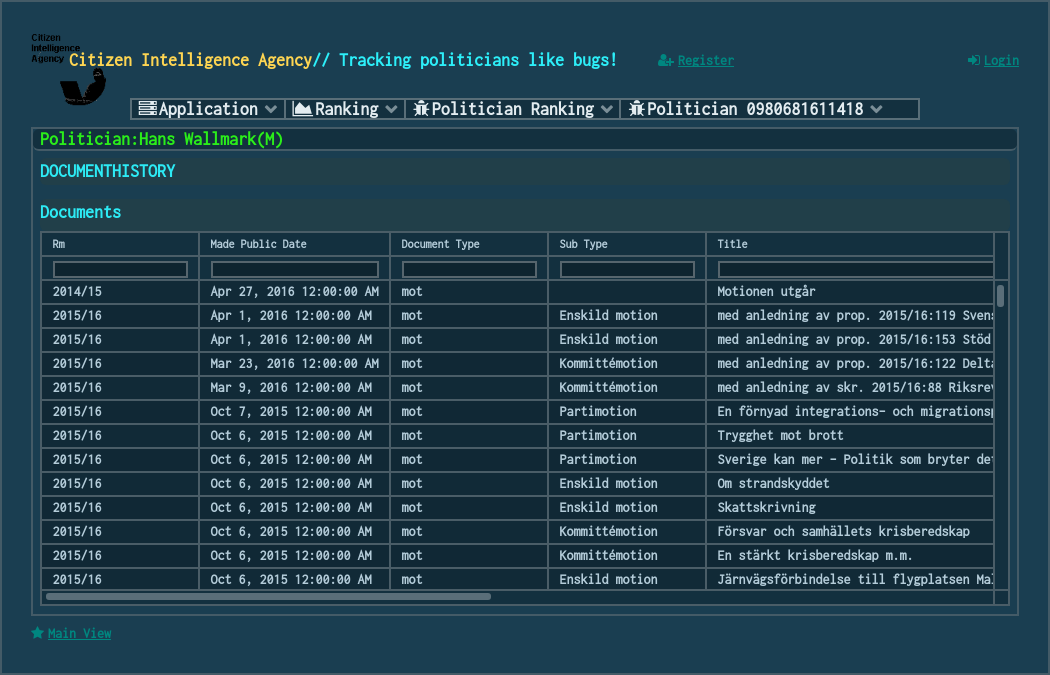 Citizen
Intelligence
Agency
Citizen Intelligence Agency// Tracking politicians like bugs!
Register
Login
Application
Ranking
Politician Ranking
Politician 0980681611418
Politician:Hans Wallmark(M)
DOCUMENTHISTORY
Documents
Rm Made Public Date Document Type Sub Type Title
2014/15 Apr 27, 2016 12:00:00 AM mot Motionen utgår
2015/16 Apr 1, 2016 12:00:00 AM mot Enskild motion med anledning av prop. 2015/16:119 Svens
2015/16 Apr 1, 2016 12:00:00 AM mot Enskild motion med anledning av prop. 2015/16:153 Stöd
2015/16 Mar 23, 2016 12:00:00 AM mot Kommittémotion med anledning av prop. 2015/16:122 Delta
2015/16 Mar 9, 2016 12:00:00 AM mot Kommittémotion med anledning av skr. 2015/16:88 Riksrev
2015/16 Oct 7, 2015 12:00:00 AM mot Partimotion En förnyad integrations- och migrationsp
2015/16 Oct 6, 2015 12:00:00 AM mot Partimotion Trygghet mot brott
2015/16 Oct 6, 2015 12:00:00 AM mot Partimotion Sverige kan mer – Politik som bryter det
2015/16 Oct 6, 2015 12:00:00 AM mot Enskild motion Om strandskyddet
2015/16 Oct 6, 2015 12:00:00 AM mot Enskild motion Skattskrivning
2015/16 Oct 6, 2015 12:00:00 AM mot Kommittémotion Försvar och samhällets krisberedskap
2015/16 Oct 6, 2015 12:00:00 AM mot Kommittémotion En stärkt krisberedskap m.m.
2015/16 Oct 6, 2015 12:00:00 AM mot Enskild motion Järnvägsförbindelse till flygplatsen Mal
Main View